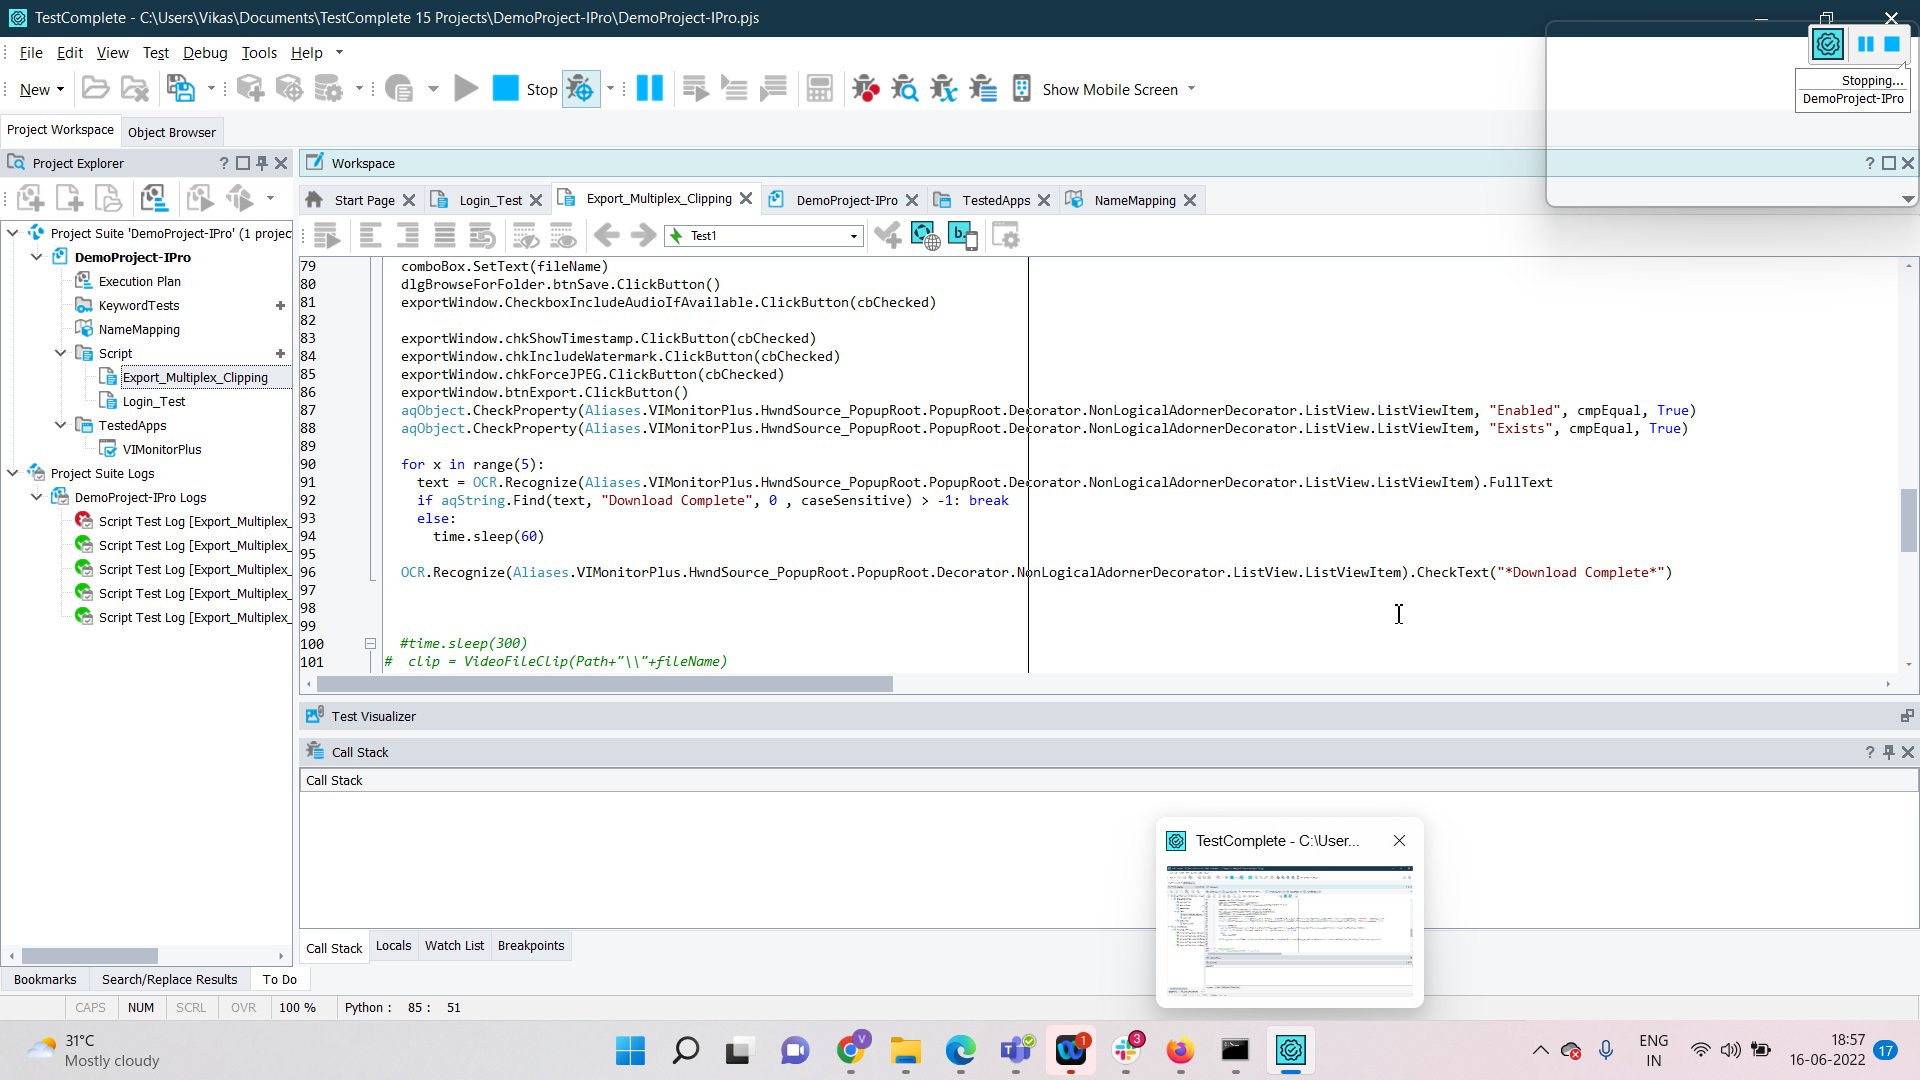 TestComplete - C:\Users\Vikas\Documents\TestComplete 15 Projects\DemoProject-IPro\DemoProject-IPro.pjs
File Edit View Test Debug Tools Help
New Stop Show Mobile Screen
Stopping...
DemoProject-IPro
Project Workspace Object Browser
Project Explorer
Workspace
Start Page Login_Test Export_Multiplex_Clipping DemoProject-IPro TestedApps NameMapping
Test1
Project Suite 'DemoProject-IPro' (1 projec
DemoProject-IPro
Execution Plan
KeywordTests
NameMapping
Script
Export_Multiplex_Clipping
Login_Test
TestedApps
VIMonitorPlus
Project Suite Logs
DemoProject-IPro Logs
Script Test Log [Export_Multiplex_
Script Test Log [Export_Multiplex_
Script Test Log [Export_Multiplex_
Script Test Log [Export_Multiplex_
Script Test Log [Export_Multiplex_
79 comboBox.SetText(fileName)
80 dlgBrowseForFolder.btnSave.ClickButton()
81 exportWindow.CheckboxIncludeAudioIfAvailable.ClickButton(cbChecked)
82
83 exportWindow.chkShowTimestamp.ClickButton(cbChecked)
84 exportWindow.chkIncludeWatermark.ClickButton(cbChecked)
85 exportWindow.chkForceJPEG.ClickButton(cbChecked)
86 exportWindow.btnExport.ClickButton()
87 aqObject.CheckProperty(Aliases.VIMonitorPlus.HwndSource_PopupRoot.PopupRoot.Decorator.NonLogicalAdornerDecorator.ListView.ListViewItem, "Enabled", cmpEqual, True)
88 aqObject.CheckProperty(Aliases.VIMonitorPlus.HwndSource_PopupRoot.PopupRoot.Decorator.NonLogicalAdornerDecorator.ListView.ListViewItem, "Exists", cmpEqual, True)
89
90 for x in range(5):
91 text = OCR.Recognize(Aliases.VIMonitorPlus.HwndSource_PopupRoot.PopupRoot.Decorator.NonLogicalAdornerDecorator.ListView.ListViewItem).FullText
92 if aqString.Find(text, "Download Complete", 0 , caseSensitive) > -1: break
93 else:
94 time.sleep(60)
95
96 OCR.Recognize(Aliases.VIMonitorPlus.HwndSource_PopupRoot.PopupRoot.Decorator.NonLogicalAdornerDecorator.ListView.ListViewItem).CheckText("*Download Complete*")
97
98
99
100 #time.sleep(300)
101 # clip = VideoFileClip(Path+"\\"+fileName)
Test Visualizer
Call Stack
Call Stack
TestComplete - C:\User...
Call Stack Locals Watch List Breakpoints
Bookmarks Search/Replace Results To Do
CAPS NUM SCRL OVR 100 % Python : 85 : 51
31°C
Mostly cloudy
V
1
3
ENG
IN
18:57
16-06-2022
17